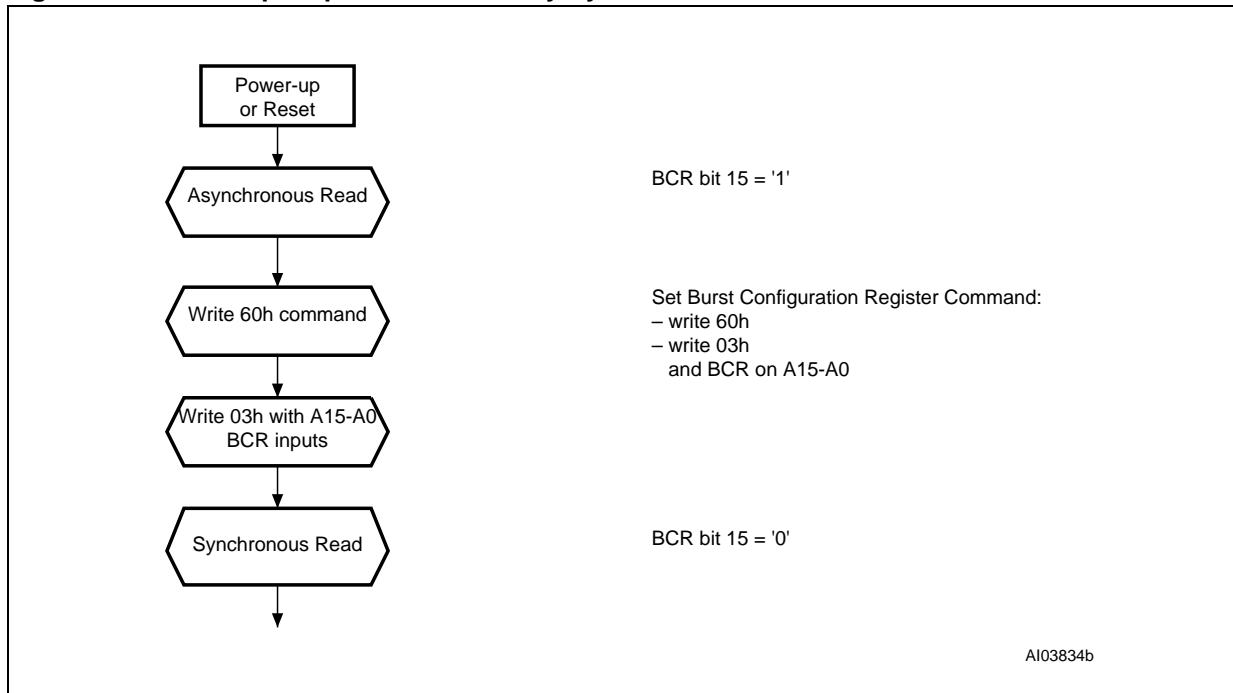 Power-up
or Reset
Asynchronous Read
BCR bit 15 = '1'
Write 60h command
Set Burst Configuration Register Command:
– write 60h
– write 03h
and BCR on A15-A0
Write 03h with A15-A0
BCR inputs
Synchronous Read
BCR bit 15 = '0'
AI03834b